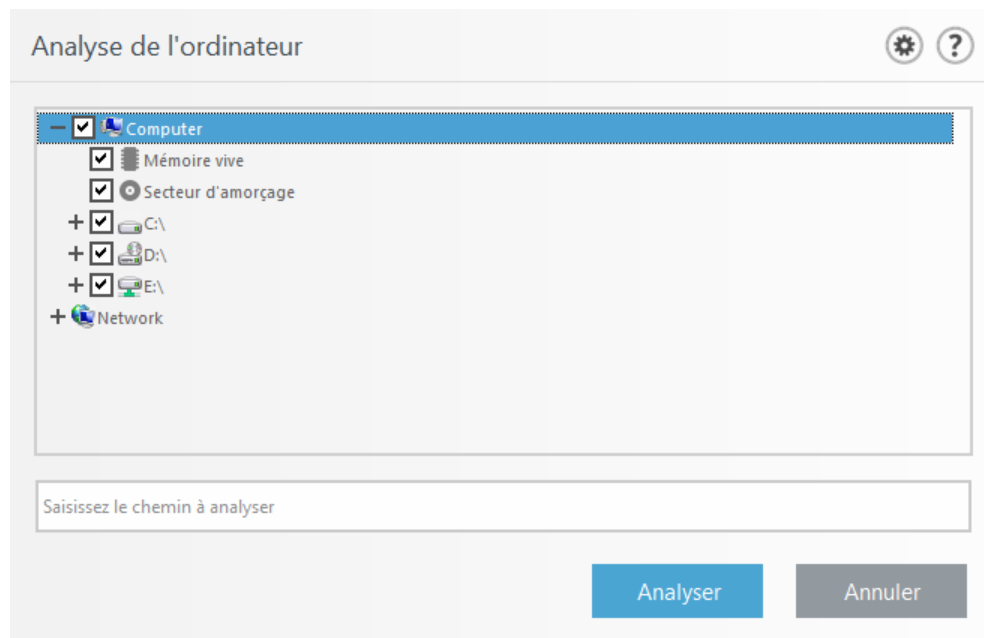 Analyse de l'ordinateur
Computer
Mémoire vive
Secteur d'amorçage
C:\
D:\
E:\
Network
Saisissez le chemin à analyser
Analyser Annuler